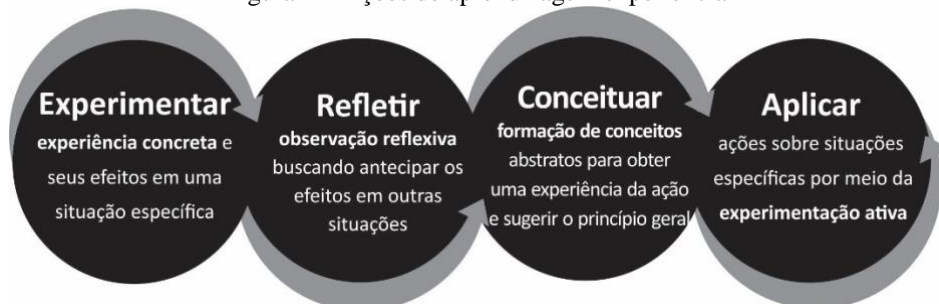 Experimentar
experiência concreta e
seus efeitos em uma
situação específica
Refletir
observação reflexiva
buscando antecipar os
efeitos em outras
situações
Conceituar
formação de conceitos
abstratos para obter
uma experiência da ação
e sugerir o princípio geral
Aplicar
ações sobre situações
específicas por meio da
experimentação ativa